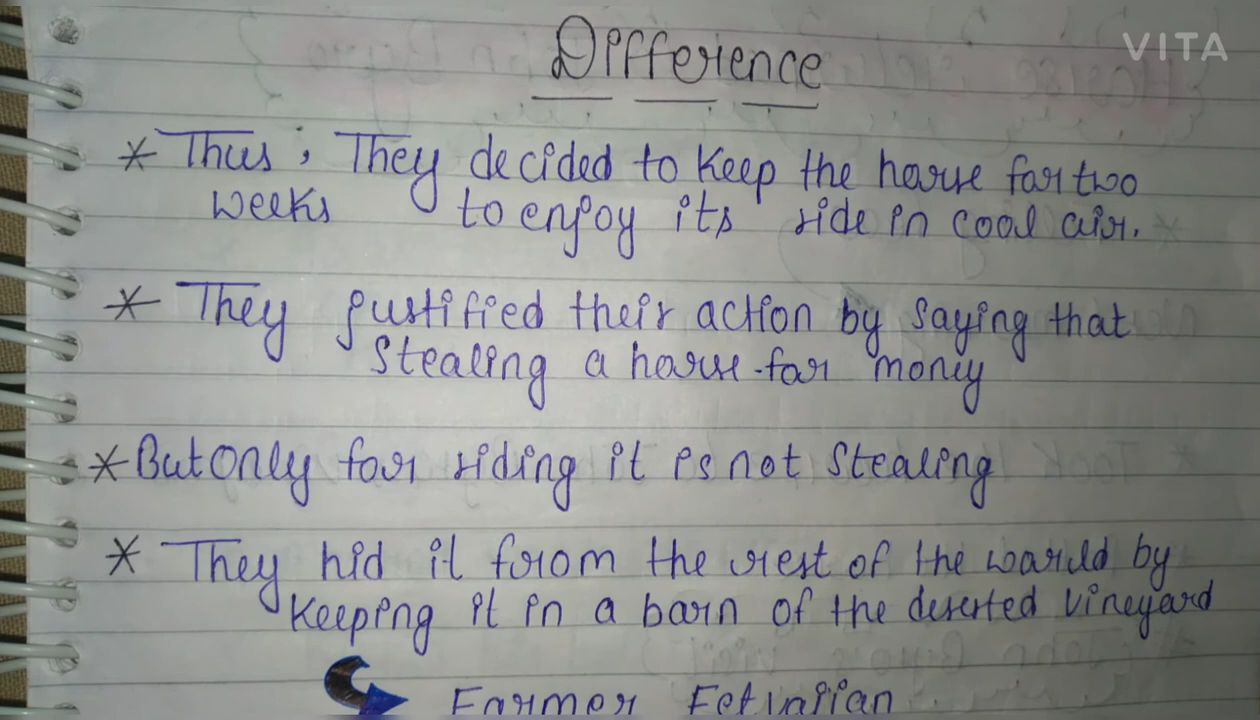 Difference
VITA
* Thus, They decided to keep the horse for two
weeks to enjoy its ride in cool air.
* They justified their action by saying that
stealing a horse for money
* But only for riding it is not stealing
* They hid it from the rest of the world by
keeping it in a barn of the deserted vineyard
Farmer Fetvajian